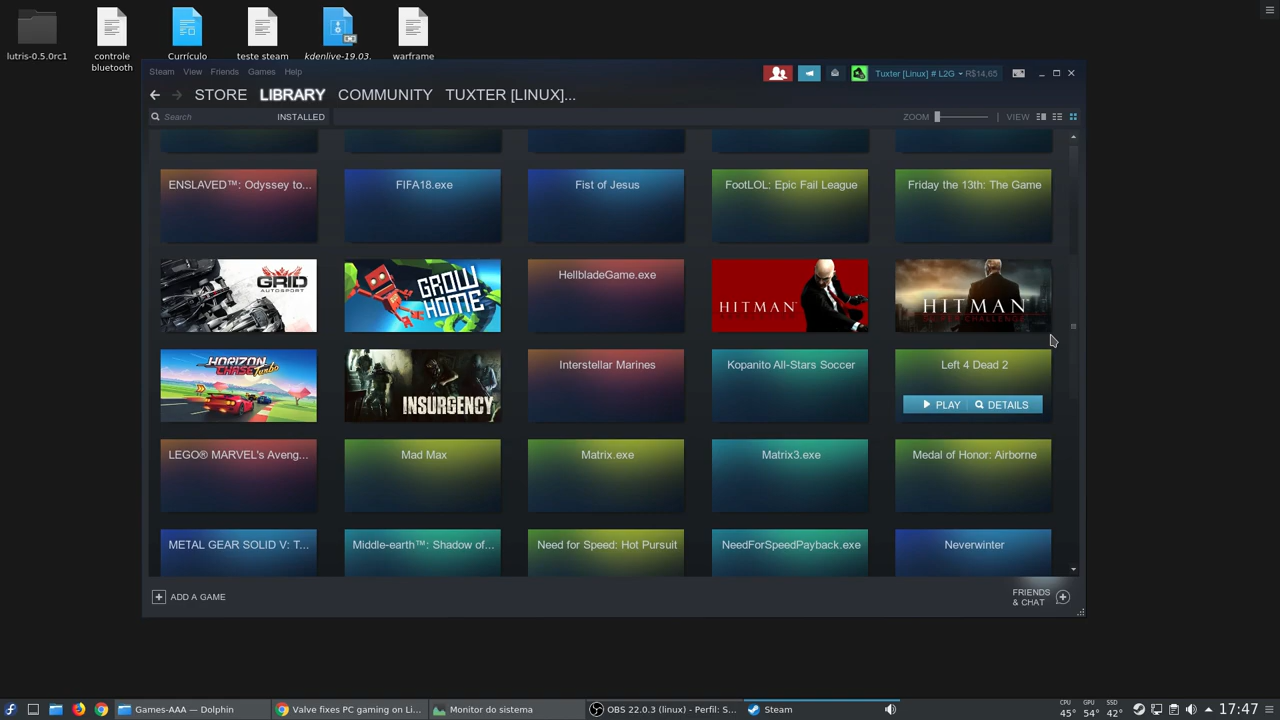 lutris-0.5.0rc1
controle
bluetooth
Currículo
teste steam
kdenlive-19.03.
warframe
Steam View Friends Games Help
Tuxter [Linux] # L2G R$14,65
STORE LIBRARY COMMUNITY TUXTER [LINUX]...
Search INSTALLED ZOOM | VIEW
ENSLAVED™: Odyssey to... FIFA18.exe Fist of Jesus FootLOL: Epic Fail League Friday the 13th: The Game
GRID
AUTOSPORT
GROW
HOME
HellbladeGame.exe
HITMAN
HITMAN
HORIZON
CHASE Turbo
INSURGENCY
Interstellar Marines Kopanito All-Stars Soccer Left 4 Dead 2
PLAY DETAILS
LEGO® MARVEL's Aveng... Mad Max Matrix.exe Matrix3.exe Medal of Honor: Airborne
METAL GEAR SOLID V: T... Middle-earth™: Shadow of... Need for Speed: Hot Pursuit NeedForSpeedPayback.exe Neverwinter
+ ADD A GAME
FRIENDS
& CHAT
Games-AAA — Dolphin
Valve fixes PC gaming on Li...
Monitor do sistema
OBS 22.0.3 (linux) - Perfil: S...
Steam
CPU GPU SSD
45° 54° 42°
17:47